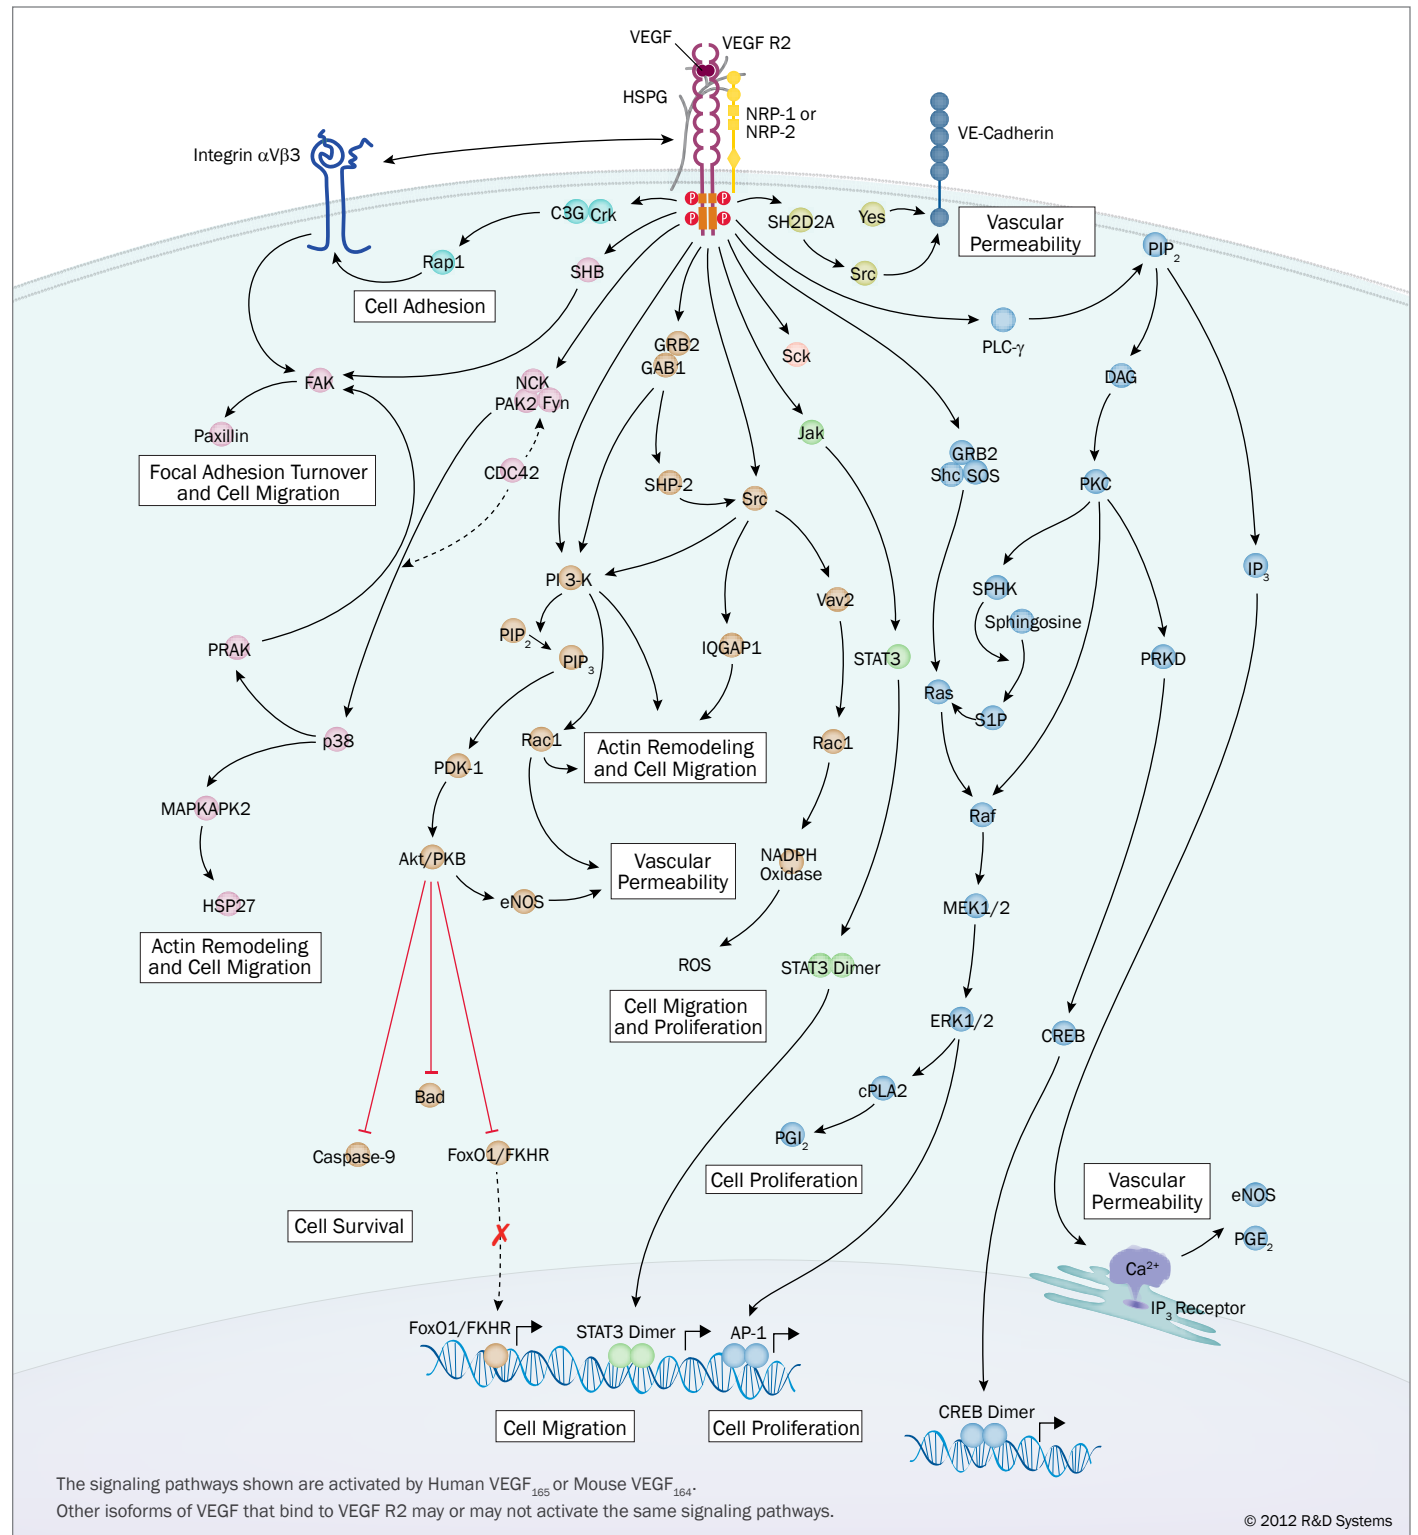 VEGF
VEGF R2
HSPG
NRP-1 or
NRP-2
VE-Cadherin
Integrin αVβ3
P P
P P
C3G Crk
SH2D2A
Yes
Vascular
Permeability
PIP2
Rap1
SHB
Src
Cell Adhesion
PLC-γ
GRB2
GAB1
Sck
DAG
FAK
NCK
PAK2 Fyn
Paxillin
Jak
Focal Adhesion Turnover
and Cell Migration
CDC42
GRB2
Shc SOS
SHP-2
Src
PKC
PI 3-K
IP3
SPHK
Vav2
Sphingosine
PIP2
PIP3
PRAK
IQGAP1
STAT3
PRKD
Ras
S1P
p38
Rac1
Actin Remodeling
and Cell Migration
Rac1
PDK-1
MAPKAPK2
Raf
Akt/PKB
Vascular
Permeability
NADPH
Oxidase
HSP27
eNOS
MEK1/2
Actin Remodeling
and Cell Migration
ROS
STAT3 Dimer
Cell Migration
and Proliferation
ERK1/2
CREB
Bad
cPLA2
PGI2
Caspase-9
FoxO1/FKHR
Cell Proliferation
Vascular
Permeability
eNOS
Cell Survival
✗
PGE2
Ca2+
IP3 Receptor
FoxO1/FKHR
STAT3 Dimer
AP-1
CREB Dimer
Cell Migration
Cell Proliferation
The signaling pathways shown are activated by Human VEGF165 or Mouse VEGF164.
Other isoforms of VEGF that bind to VEGF R2 may or may not activate the same signaling pathways.
© 2012 R&D Systems